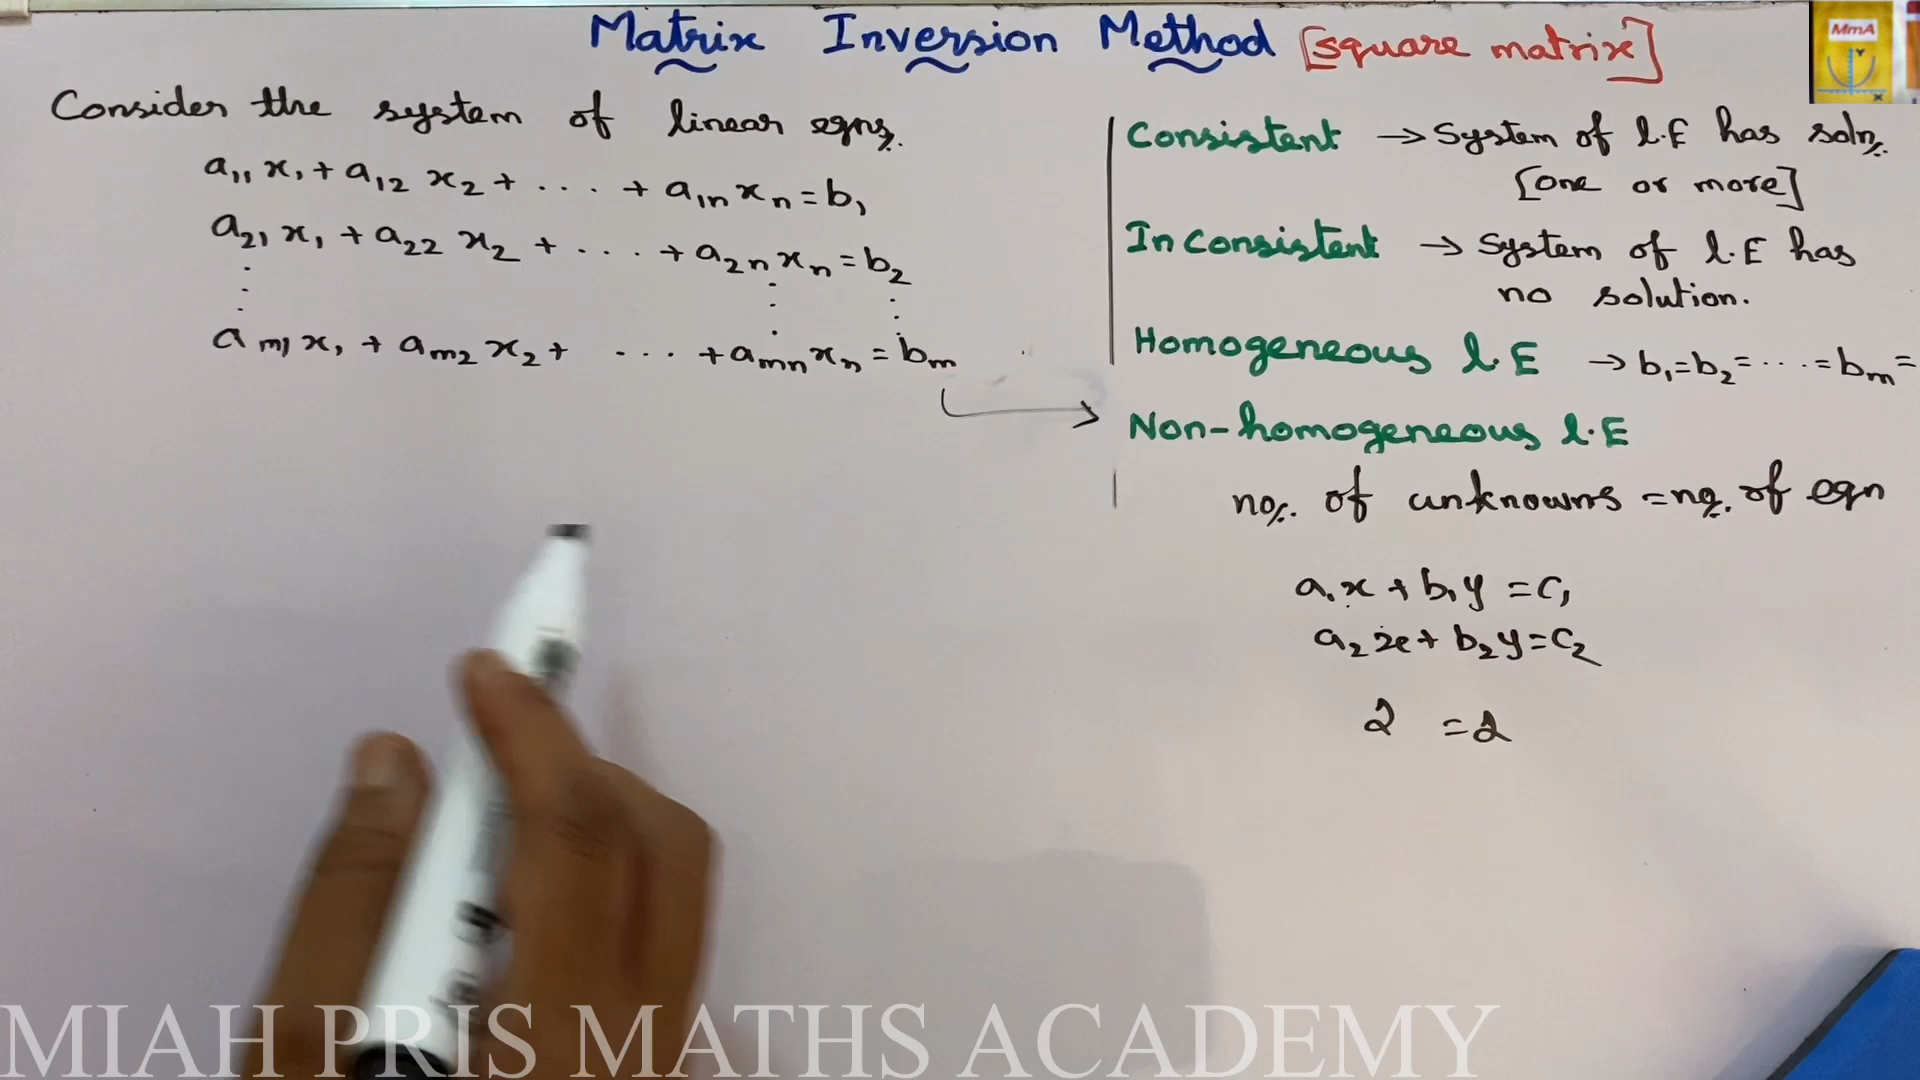 Matrix Inversion Method [square matrix]
MmA
Y
X
Consider the system of linear eqns.
a₁₁x₁ + a₁₂ x₂ + . . . . + a₁ₙ xₙ = b₁
a₂₁ x₁ + a₂₂ x₂ + . . . . + a₂ₙ xₙ = b₂
⋮ ⋮ ⋮
aₘ₁ x₁ + aₘ₂ x₂ + . . . + aₘₙ xₙ = bₘ
Consistent → System of l.E has soln.
[one or more]
InConsistent → System of l.E has
no solution.
Homogeneous l.E → b₁=b₂= . . . . =bₘ =
Non-homogeneous l.E
no. of unknowns = no. of eqn
a₁x + b₁y = c₁
a₂x + b₂y = c₂
2 = 2
MIAH PRIS MATHS ACADEMY